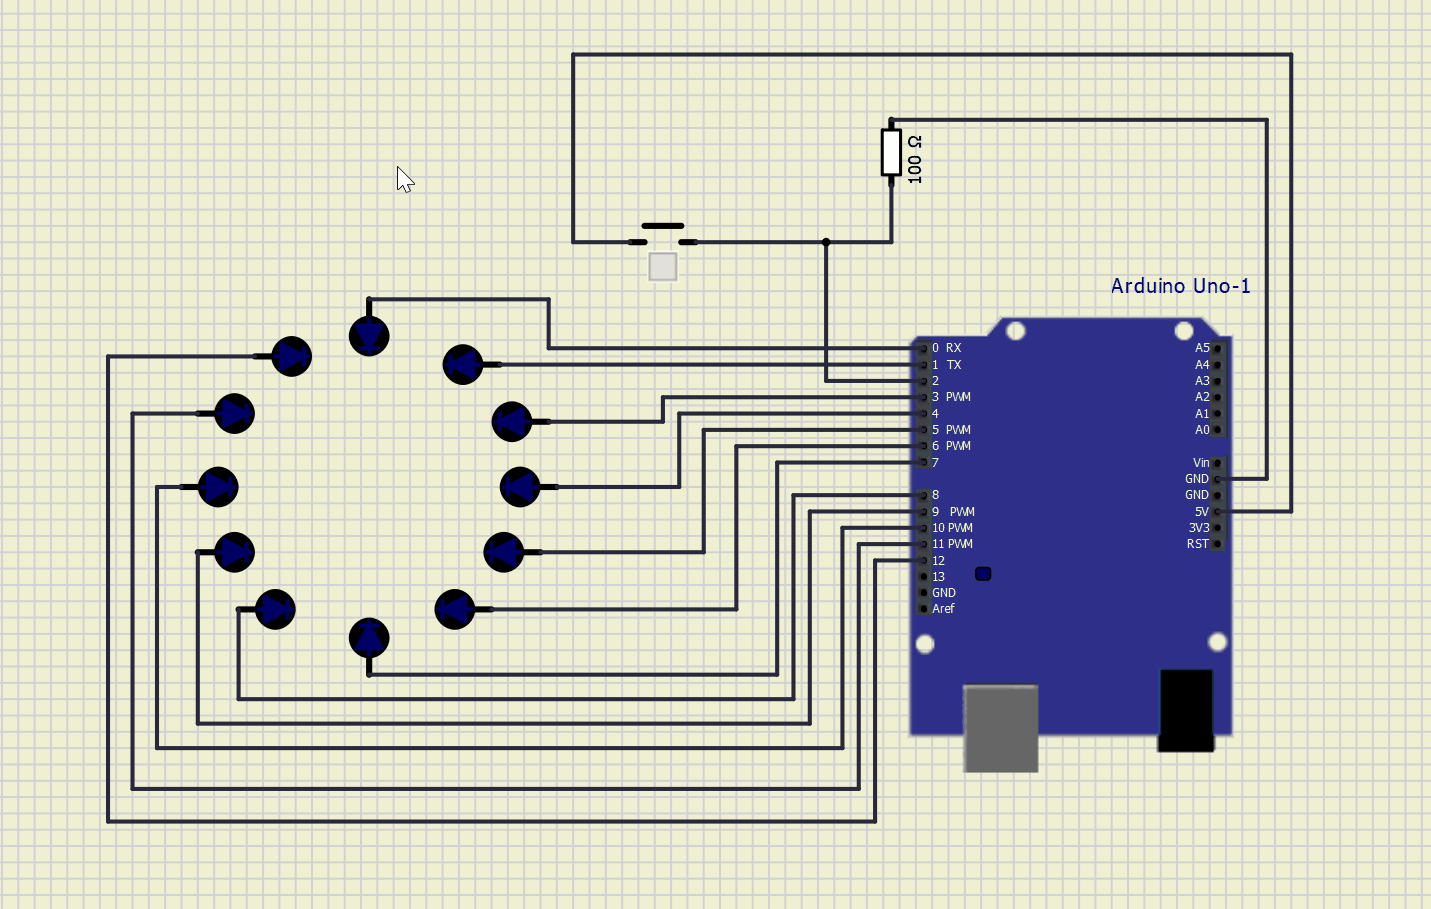 100 Ω
Arduino Uno-1
0 RX
1 TX
2
3 PWM
4
5 PWM
6 PWM
7
8
9 PWM
10 PWM
11 PWM
12
13
GND
Aref
A5
A4
A3
A2
A1
A0
Vin
GND
GND
5V
3V3
RST